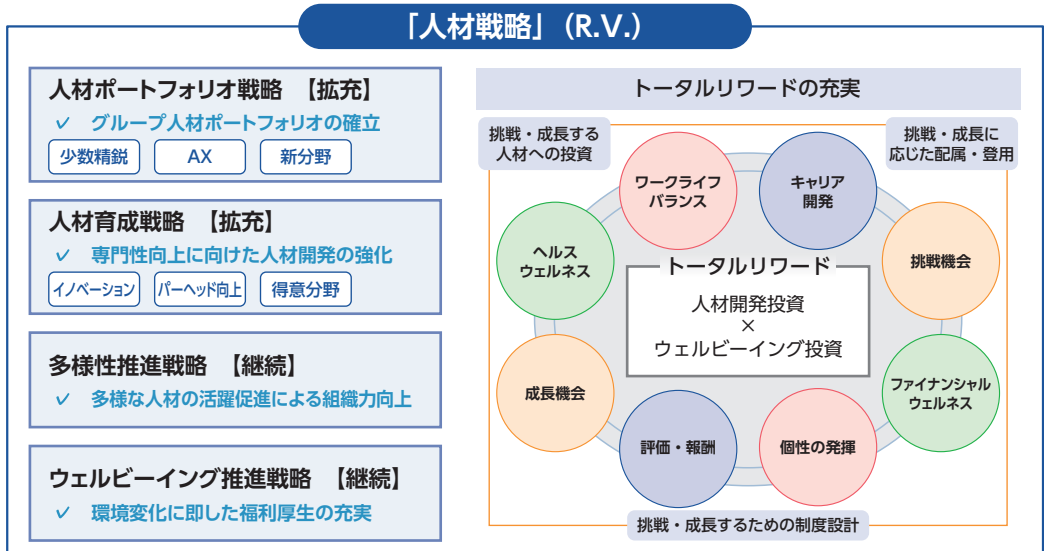 「人材戦略」(R.V.)
人材ポートフォリオ戦略 【拡充】
✓ グループ人材ポートフォリオの確立
少数精鋭 AX 新分野
人材育成戦略 【拡充】
✓ 専門性向上に向けた人材開発の強化
イノベーション パーヘッド向上 得意分野
多様性推進戦略 【継続】
✓ 多様な人材の活躍促進による組織力向上
ウェルビーイング推進戦略 【継続】
✓ 環境変化に即した福利厚生の充実
トータルリワードの充実
挑戦・成長する
人材への投資
挑戦・成長に
応じた配属・登用
ワークライフ
バランス
キャリア
開発
ヘルス
ウェルネス
挑戦機会
トータルリワード
人材開発投資
×
ウェルビーイング投資
成長機会
ファイナンシャル
ウェルネス
評価・報酬
個性の発揮
挑戦・成長するための制度設計